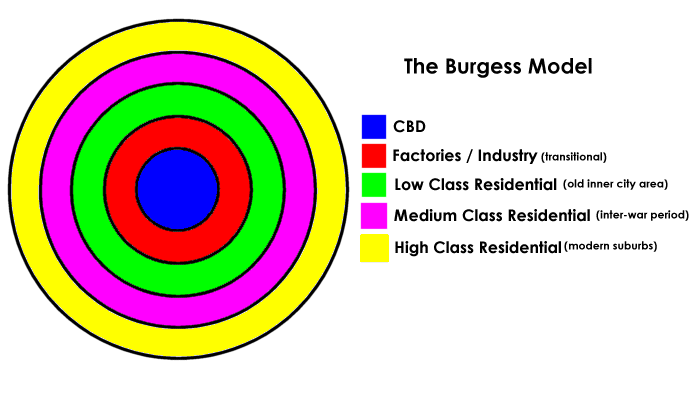 The Burgess Model
CBD
Factories / Industry (transitional)
Low Class Residential (old inner city area)
Medium Class Residential (inter-war period)
High Class Residential (modern suburbs)